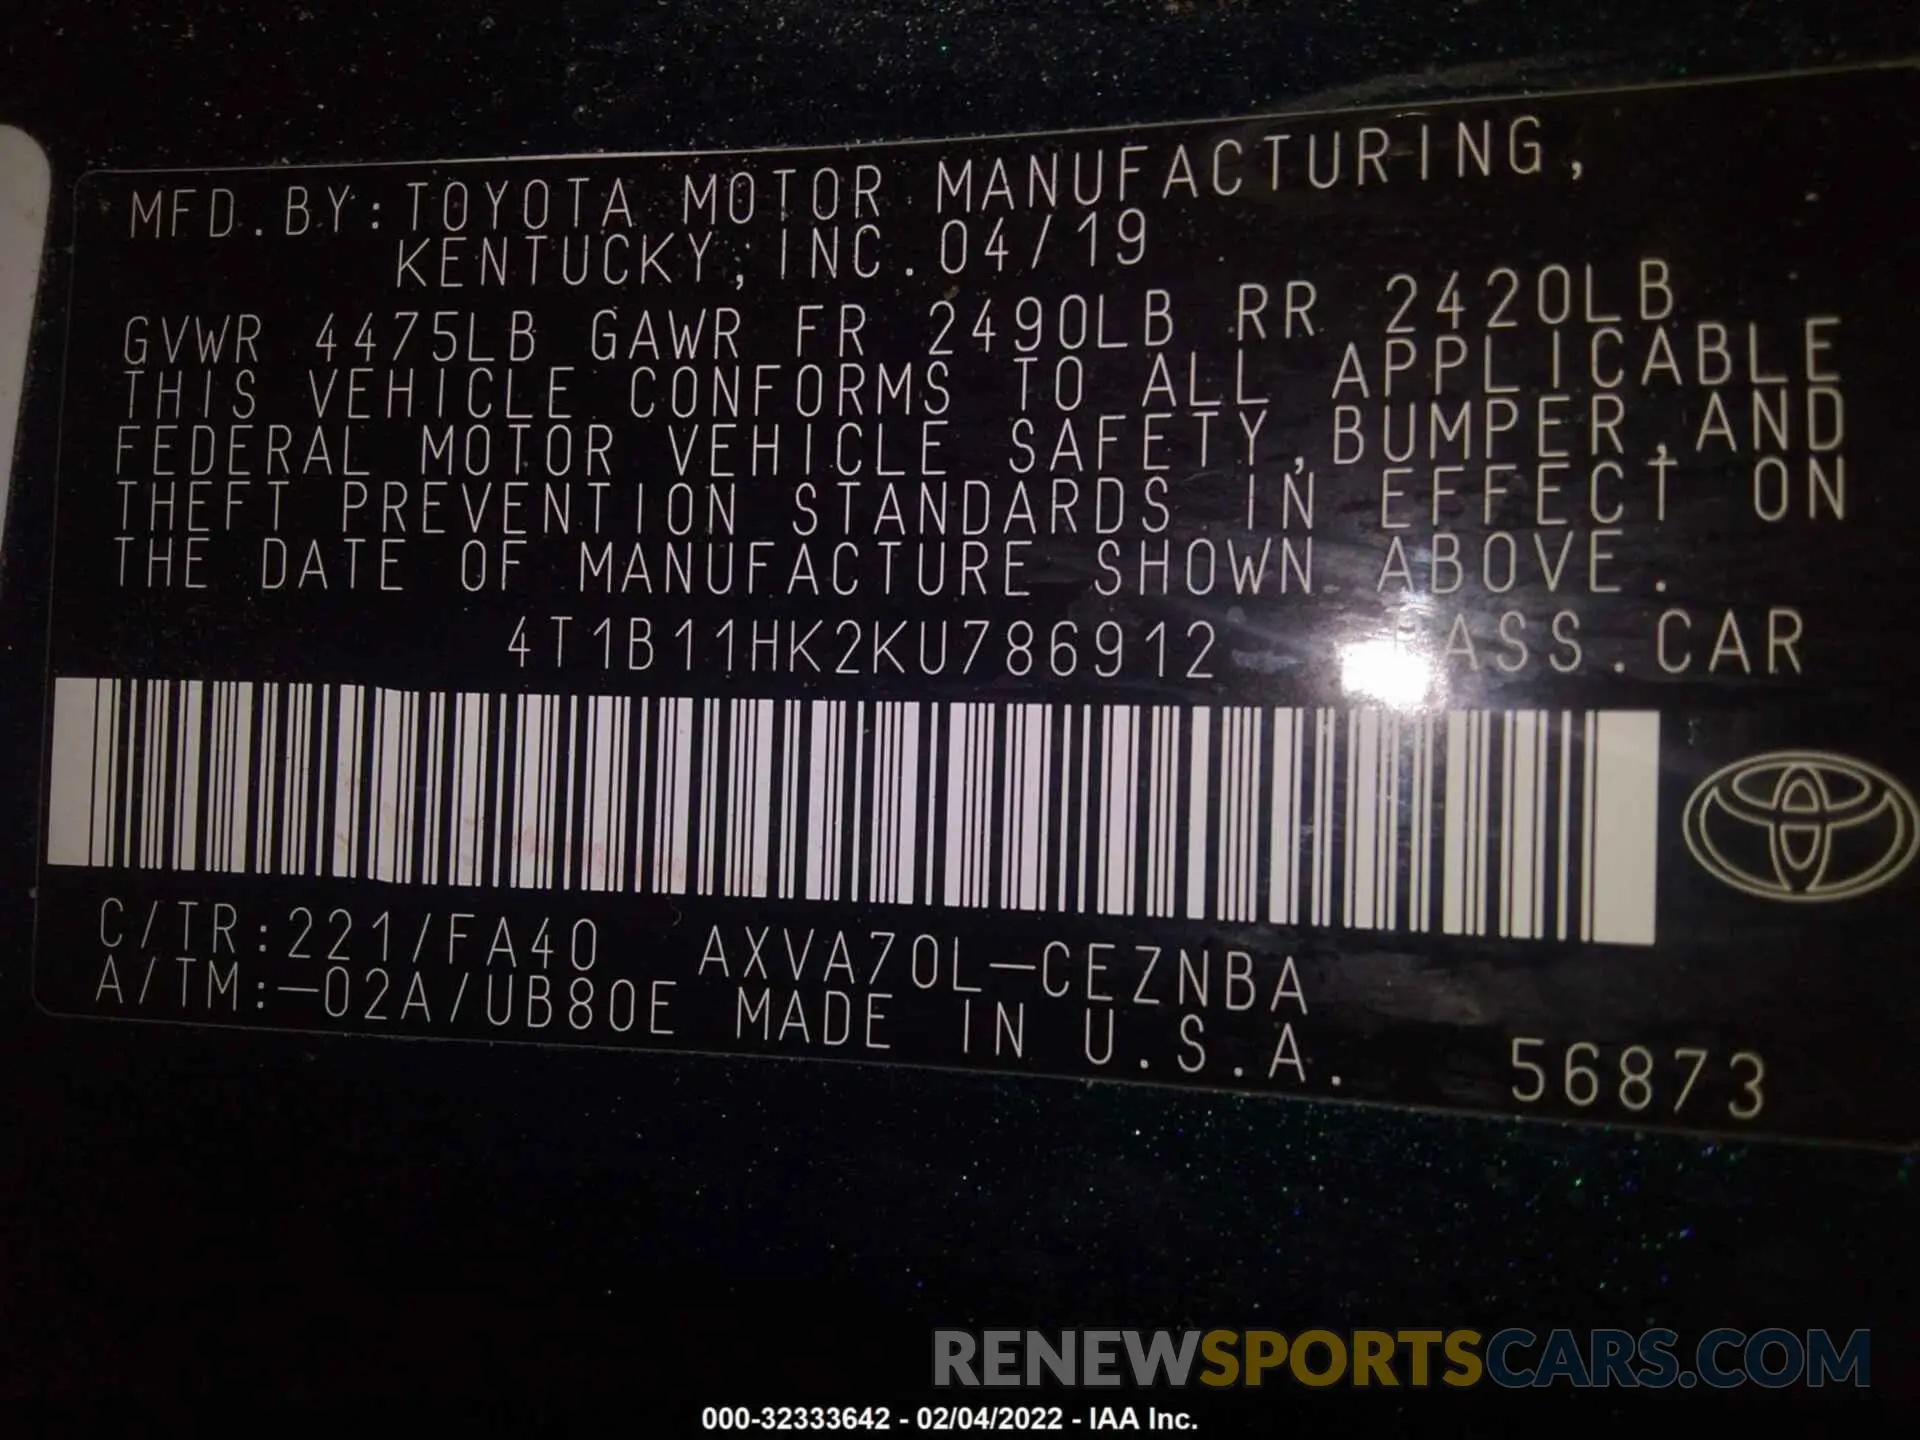 MFD.BY:TOYOTA MOTOR MANUFACTURING,
KENTUCKY, INC.04/19
GVWR 4475LB GAWR FR 2490LB RR 2420LB
THIS VEHICLE CONFORMS TO ALL APPLICABLE
FEDERAL MOTOR VEHICLE SAFETY,BUMPER,AND
THEFT PREVENTION STANDARDS IN EFFECT ON
THE DATE OF MANUFACTURE SHOWN ABOVE.
4T1B11HK2KU786912 PASS.CAR
C/TR:221/FA40 AXVA70L-CEZNBA
A/TM:-02A/UB80E MADE IN U.S.A. 56873
RENEWSPORTSCARS.COM
000-32333642 - 02/04/2022 - IAA Inc.